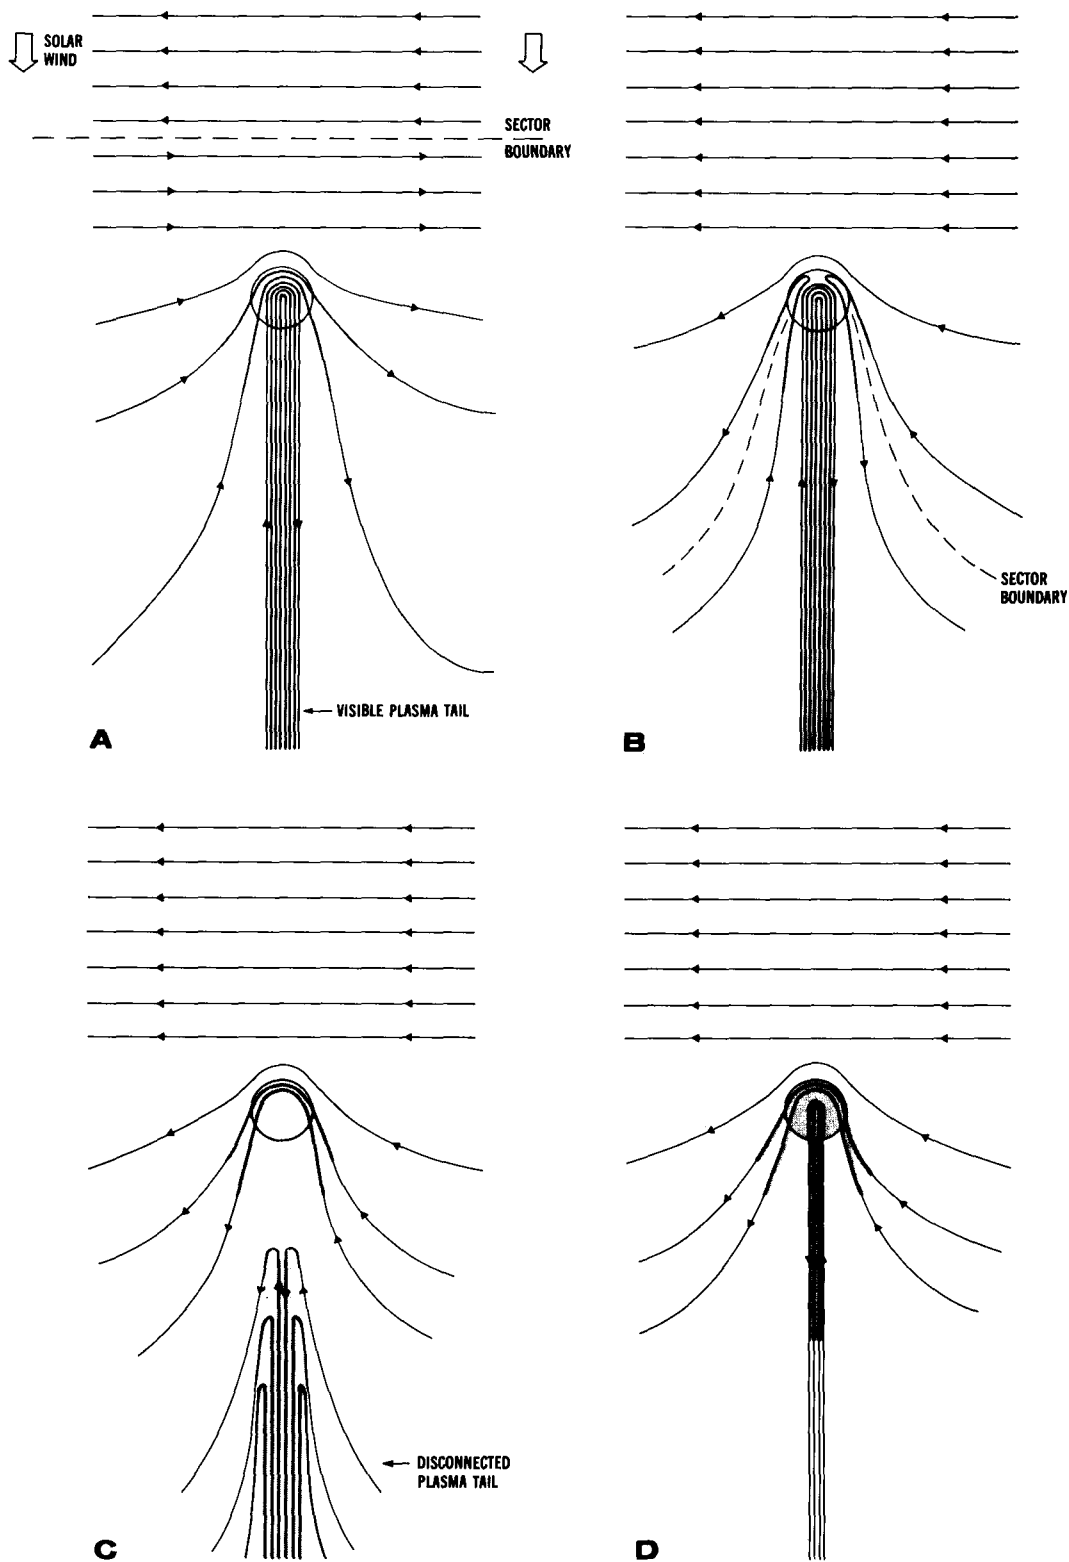 SOLAR
WIND
SECTOR
BOUNDARY
VISIBLE PLASMA TAIL
A
SECTOR
BOUNDARY
B
DISCONNECTED
PLASMA TAIL
C
D